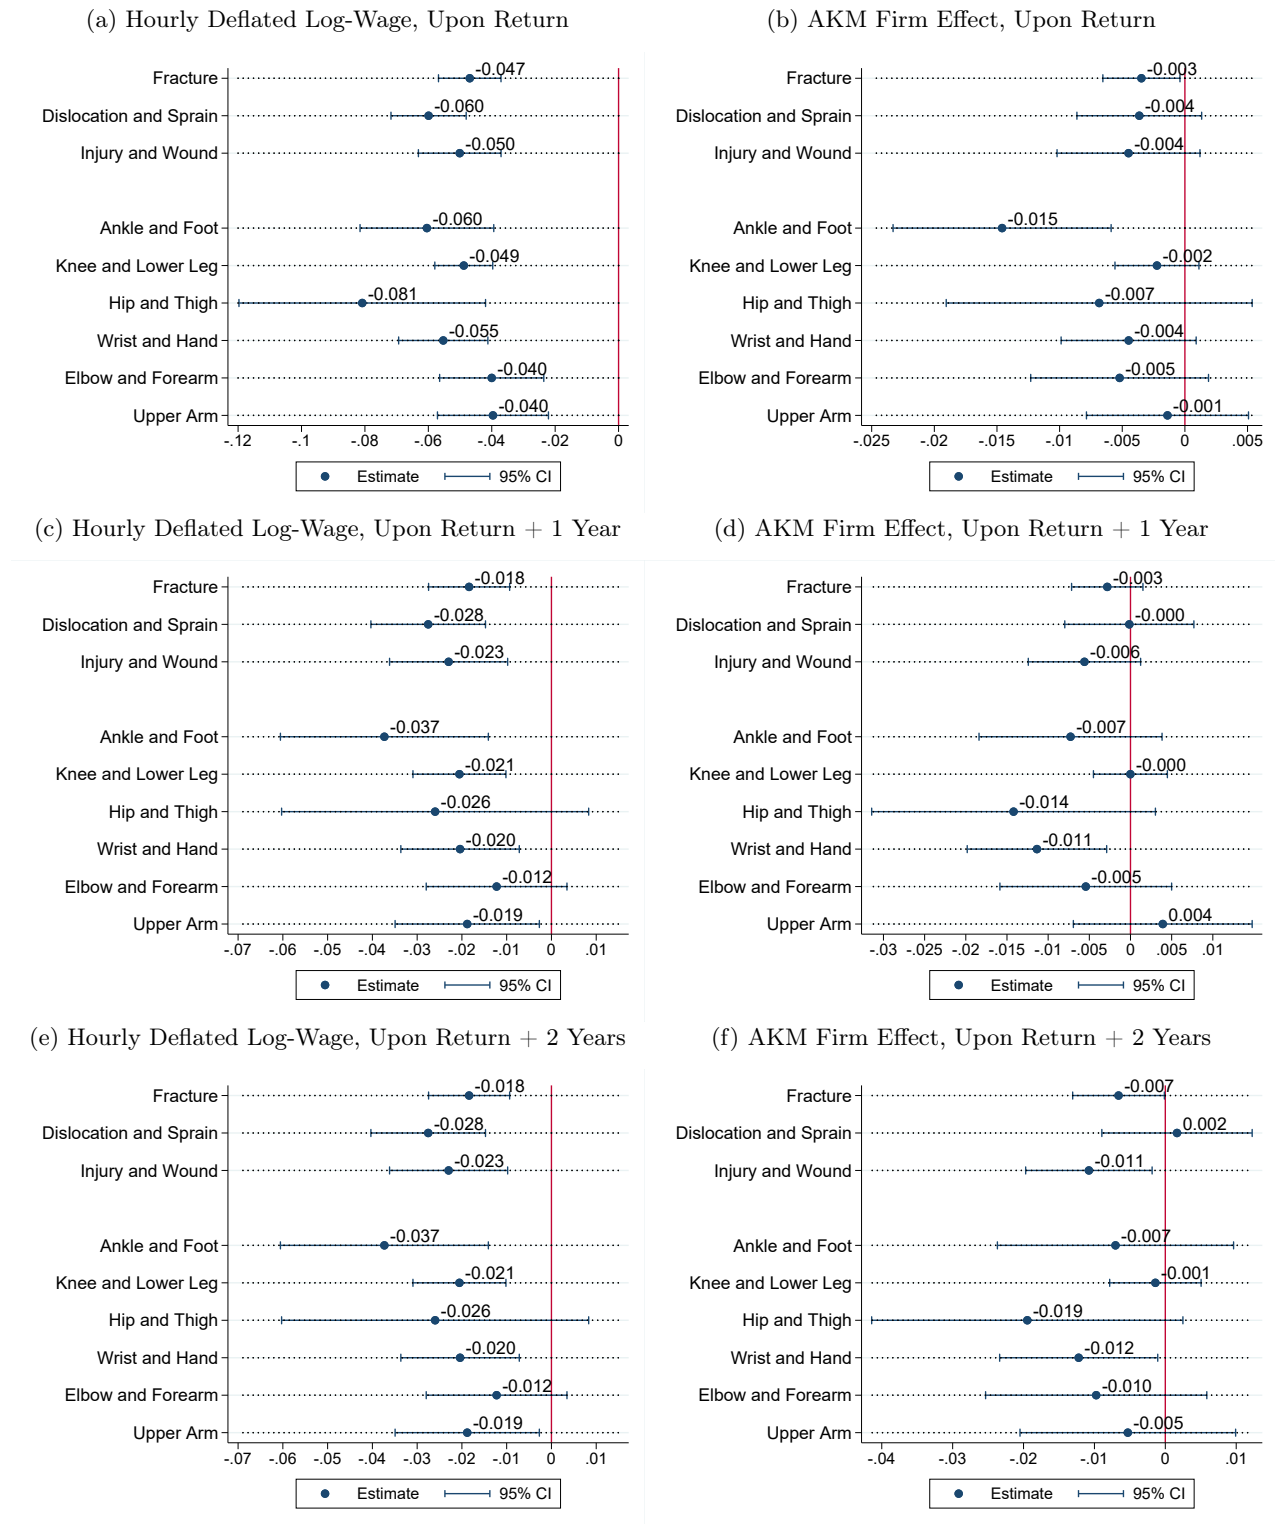 (a) Hourly Deflated Log-Wage, Upon Return
Fracture -0.047
Dislocation and Sprain -0.060
Injury and Wound -0.050
Ankle and Foot -0.060
Knee and Lower Leg -0.049
Hip and Thigh -0.081
Wrist and Hand -0.055
Elbow and Forearm -0.040
Upper Arm -0.040
-.12 -.1 -.08 -.06 -.04 -.02 0
Estimate 95% CI
(b) AKM Firm Effect, Upon Return
Fracture -0.003
Dislocation and Sprain -0.004
Injury and Wound -0.004
Ankle and Foot -0.015
Knee and Lower Leg -0.002
Hip and Thigh -0.007
Wrist and Hand -0.004
Elbow and Forearm -0.005
Upper Arm -0.001
-.025 -.02 -.015 -.01 -.005 0 .005
Estimate 95% CI
(c) Hourly Deflated Log-Wage, Upon Return + 1 Year
Fracture -0.018
Dislocation and Sprain -0.028
Injury and Wound -0.023
Ankle and Foot -0.037
Knee and Lower Leg -0.021
Hip and Thigh -0.026
Wrist and Hand -0.020
Elbow and Forearm -0.012
Upper Arm -0.019
-.07 -.06 -.05 -.04 -.03 -.02 -.01 0 .01
Estimate 95% CI
(d) AKM Firm Effect, Upon Return + 1 Year
Fracture -0.003
Dislocation and Sprain -0.000
Injury and Wound -0.006
Ankle and Foot -0.007
Knee and Lower Leg -0.000
Hip and Thigh -0.014
Wrist and Hand -0.011
Elbow and Forearm -0.005
Upper Arm 0.004
-.03 -.025 -.02 -.015 -.01 -.005 0 .005 .01
Estimate 95% CI
(e) Hourly Deflated Log-Wage, Upon Return + 2 Years
Fracture -0.018
Dislocation and Sprain -0.028
Injury and Wound -0.023
Ankle and Foot -0.037
Knee and Lower Leg -0.021
Hip and Thigh -0.026
Wrist and Hand -0.020
Elbow and Forearm -0.012
Upper Arm -0.019
-.07 -.06 -.05 -.04 -.03 -.02 -.01 0 .01
Estimate 95% CI
(f) AKM Firm Effect, Upon Return + 2 Years
Fracture -0.007
Dislocation and Sprain 0.002
Injury and Wound -0.011
Ankle and Foot -0.007
Knee and Lower Leg -0.001
Hip and Thigh -0.019
Wrist and Hand -0.012
Elbow and Forearm -0.010
Upper Arm -0.005
-.04 -.03 -.02 -.01 0 .01
Estimate 95% CI